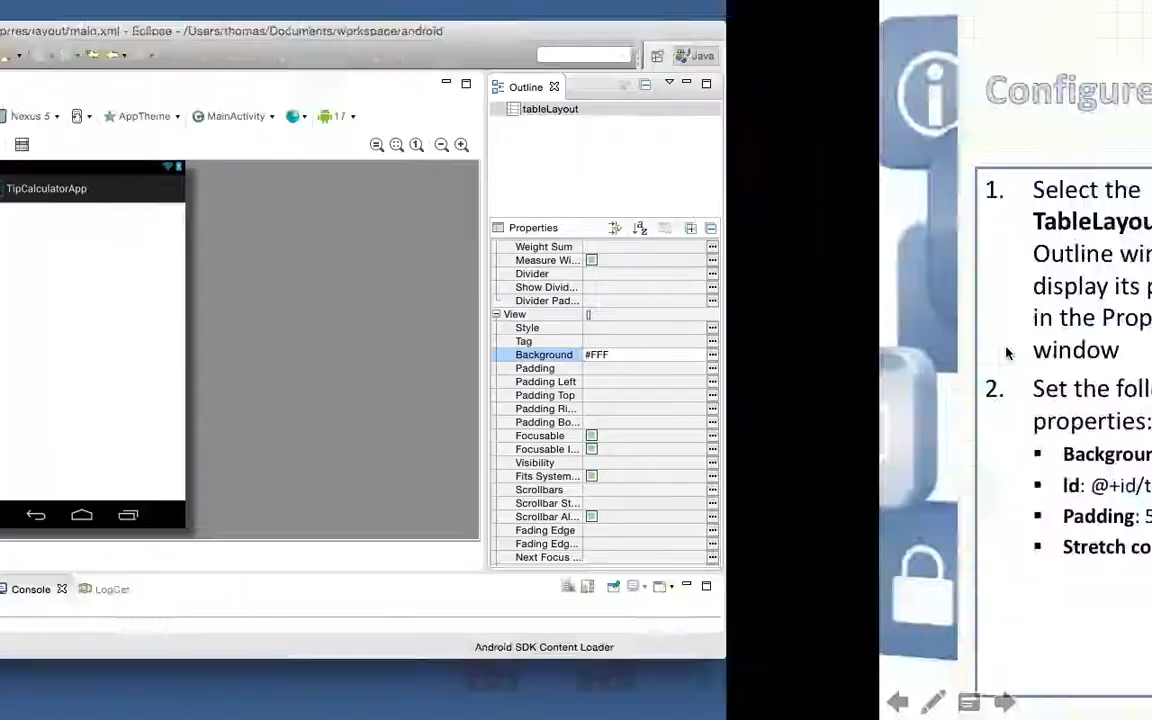 res/layout/main.xml - Eclipse - /Users/thomas/Documents/workspace/android
Java
Outline
tableLayout
Nexus 5
AppTheme
MainActivity
17
TipCalculatorApp
Properties
Weight Sum
Measure Wi...
Divider
Show Divid...
Divider Pad...
View
[]
Style
Tag
Background
#FFF
Padding
Padding Left
Padding Top
Padding Ri...
Padding Bo...
Focusable
Focusable I...
Visibility
Fits System...
Scrollbars
Scrollbar St...
Scrollbar Al...
Fading Edge
Fading Edg...
Next Focus ...
Console
LogCat
Android SDK Content Loader
Configure
1. Select the
TableLayou
Outline win
display its p
in the Prop
window
2. Set the foll
properties:
▪ Backgroun
▪ Id: @+id/t
▪ Padding: 5
▪ Stretch co